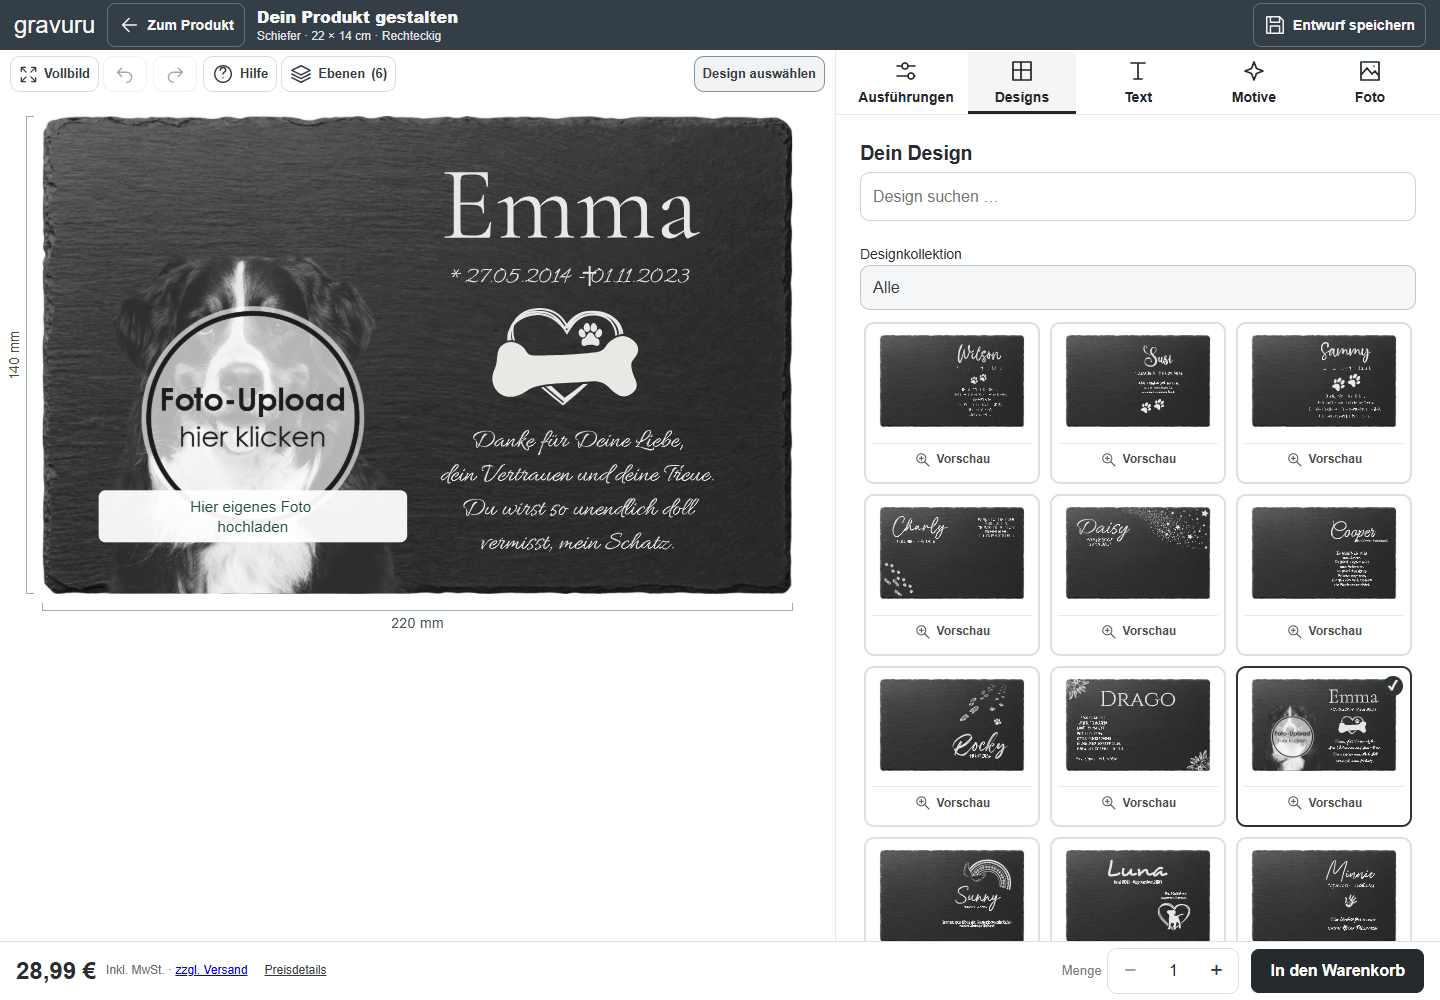 gravuru
Zum Produkt
Dein Produkt gestalten
Schiefer · 22 × 14 cm · Rechteckig
Entwurf speichern
Vollbild
Hilfe
Ebenen (6)
Design auswählen
Ausführungen
Designs
Text
Motive
Foto
140 mm
Emma
* 27.05.2014 - †01.11.2023
Foto-Upload
hier klicken
Hier eigenes Foto
hochladen
Danke für Deine Liebe,
dein Vertrauen und deine Treue.
Du wirst so unendlich doll
vermisst, mein Schatz.
220 mm
Dein Design
Design suchen ...
Designkollektion
Alle
Wilson
Susi
Sammy
Vorschau
Vorschau
Vorschau
Charly
Daisy
Cooper
Vorschau
Vorschau
Vorschau
Rocky
Drago
Emma
Foto-Upload
hier klicken
Vorschau
Vorschau
Vorschau
Sunny
Luna
Minnie
28,99 €
Inkl. MwSt. · zzgl. Versand
Preisdetails
Menge
1
In den Warenkorb